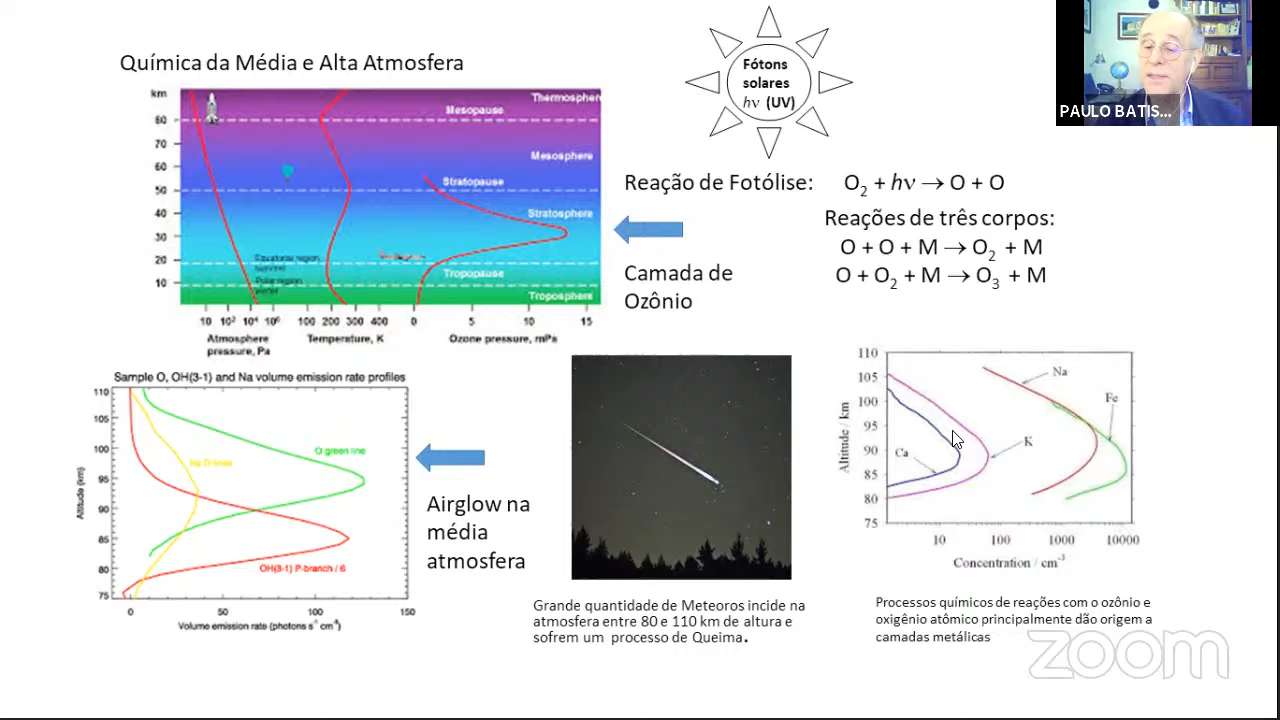 Química da Média e Alta Atmosfera
Fótons
solares
hν (UV)
PAULO BATIS...
km
80
70
60
50
40
30
20
10
Thermosphere
Mesopause
Mesosphere
Stratopause
Stratosphere
Equatorial region
summer
Tropopause
Polar region
winter
Troposphere
10 10² 10⁴ 10⁶ 100 200 300 400 0 5 10 15
Atmosphere
pressure, Pa
Temperature, K
Ozone pressure, mPa
Reação de Fotólise: O₂ + hν → O + O
Reações de três corpos:
O + O + M → O₂ + M
O + O₂ + M → O₃ + M
Camada de
Ozônio
Sample O, OH(3-1) and Na volume emission rate profiles
110
105
100
95
90
85
80
75
Altitude (km)
O green line
Na D-lines
OH(3-1) P-branch / 6
0 50 100 150
Volume emission rate (photons s⁻¹ cm⁻³)
Airglow na
média
atmosfera
Grande quantidade de Meteoros incide na
atmosfera entre 80 e 110 km de altura e
sofrem um processo de Queima.
110
105
100
95
90
85
80
75
Altitude / km
Na
Fe
K
Ca
10 100 1000 10000
Concentration / cm⁻³
Processos químicos de reações com o ozônio e
oxigênio atômico principalmente dão origem a
camadas metálicas
zoom